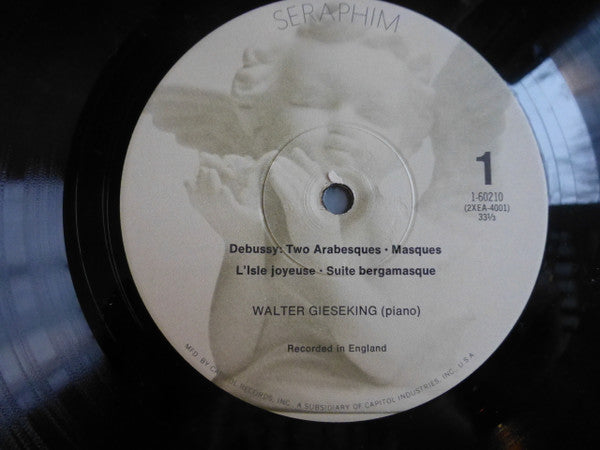 SERAPHIM
1
1-60210
(2XEA-4001)
33⅓
Debussy: Two Arabesques · Masques
L'Isle joyeuse · Suite bergamasque
WALTER GIESEKING (piano)
Recorded in England
MFD. BY CAPITOL RECORDS, INC. A SUBSIDIARY OF CAPITOL INDUSTRIES, INC. U.S.A.